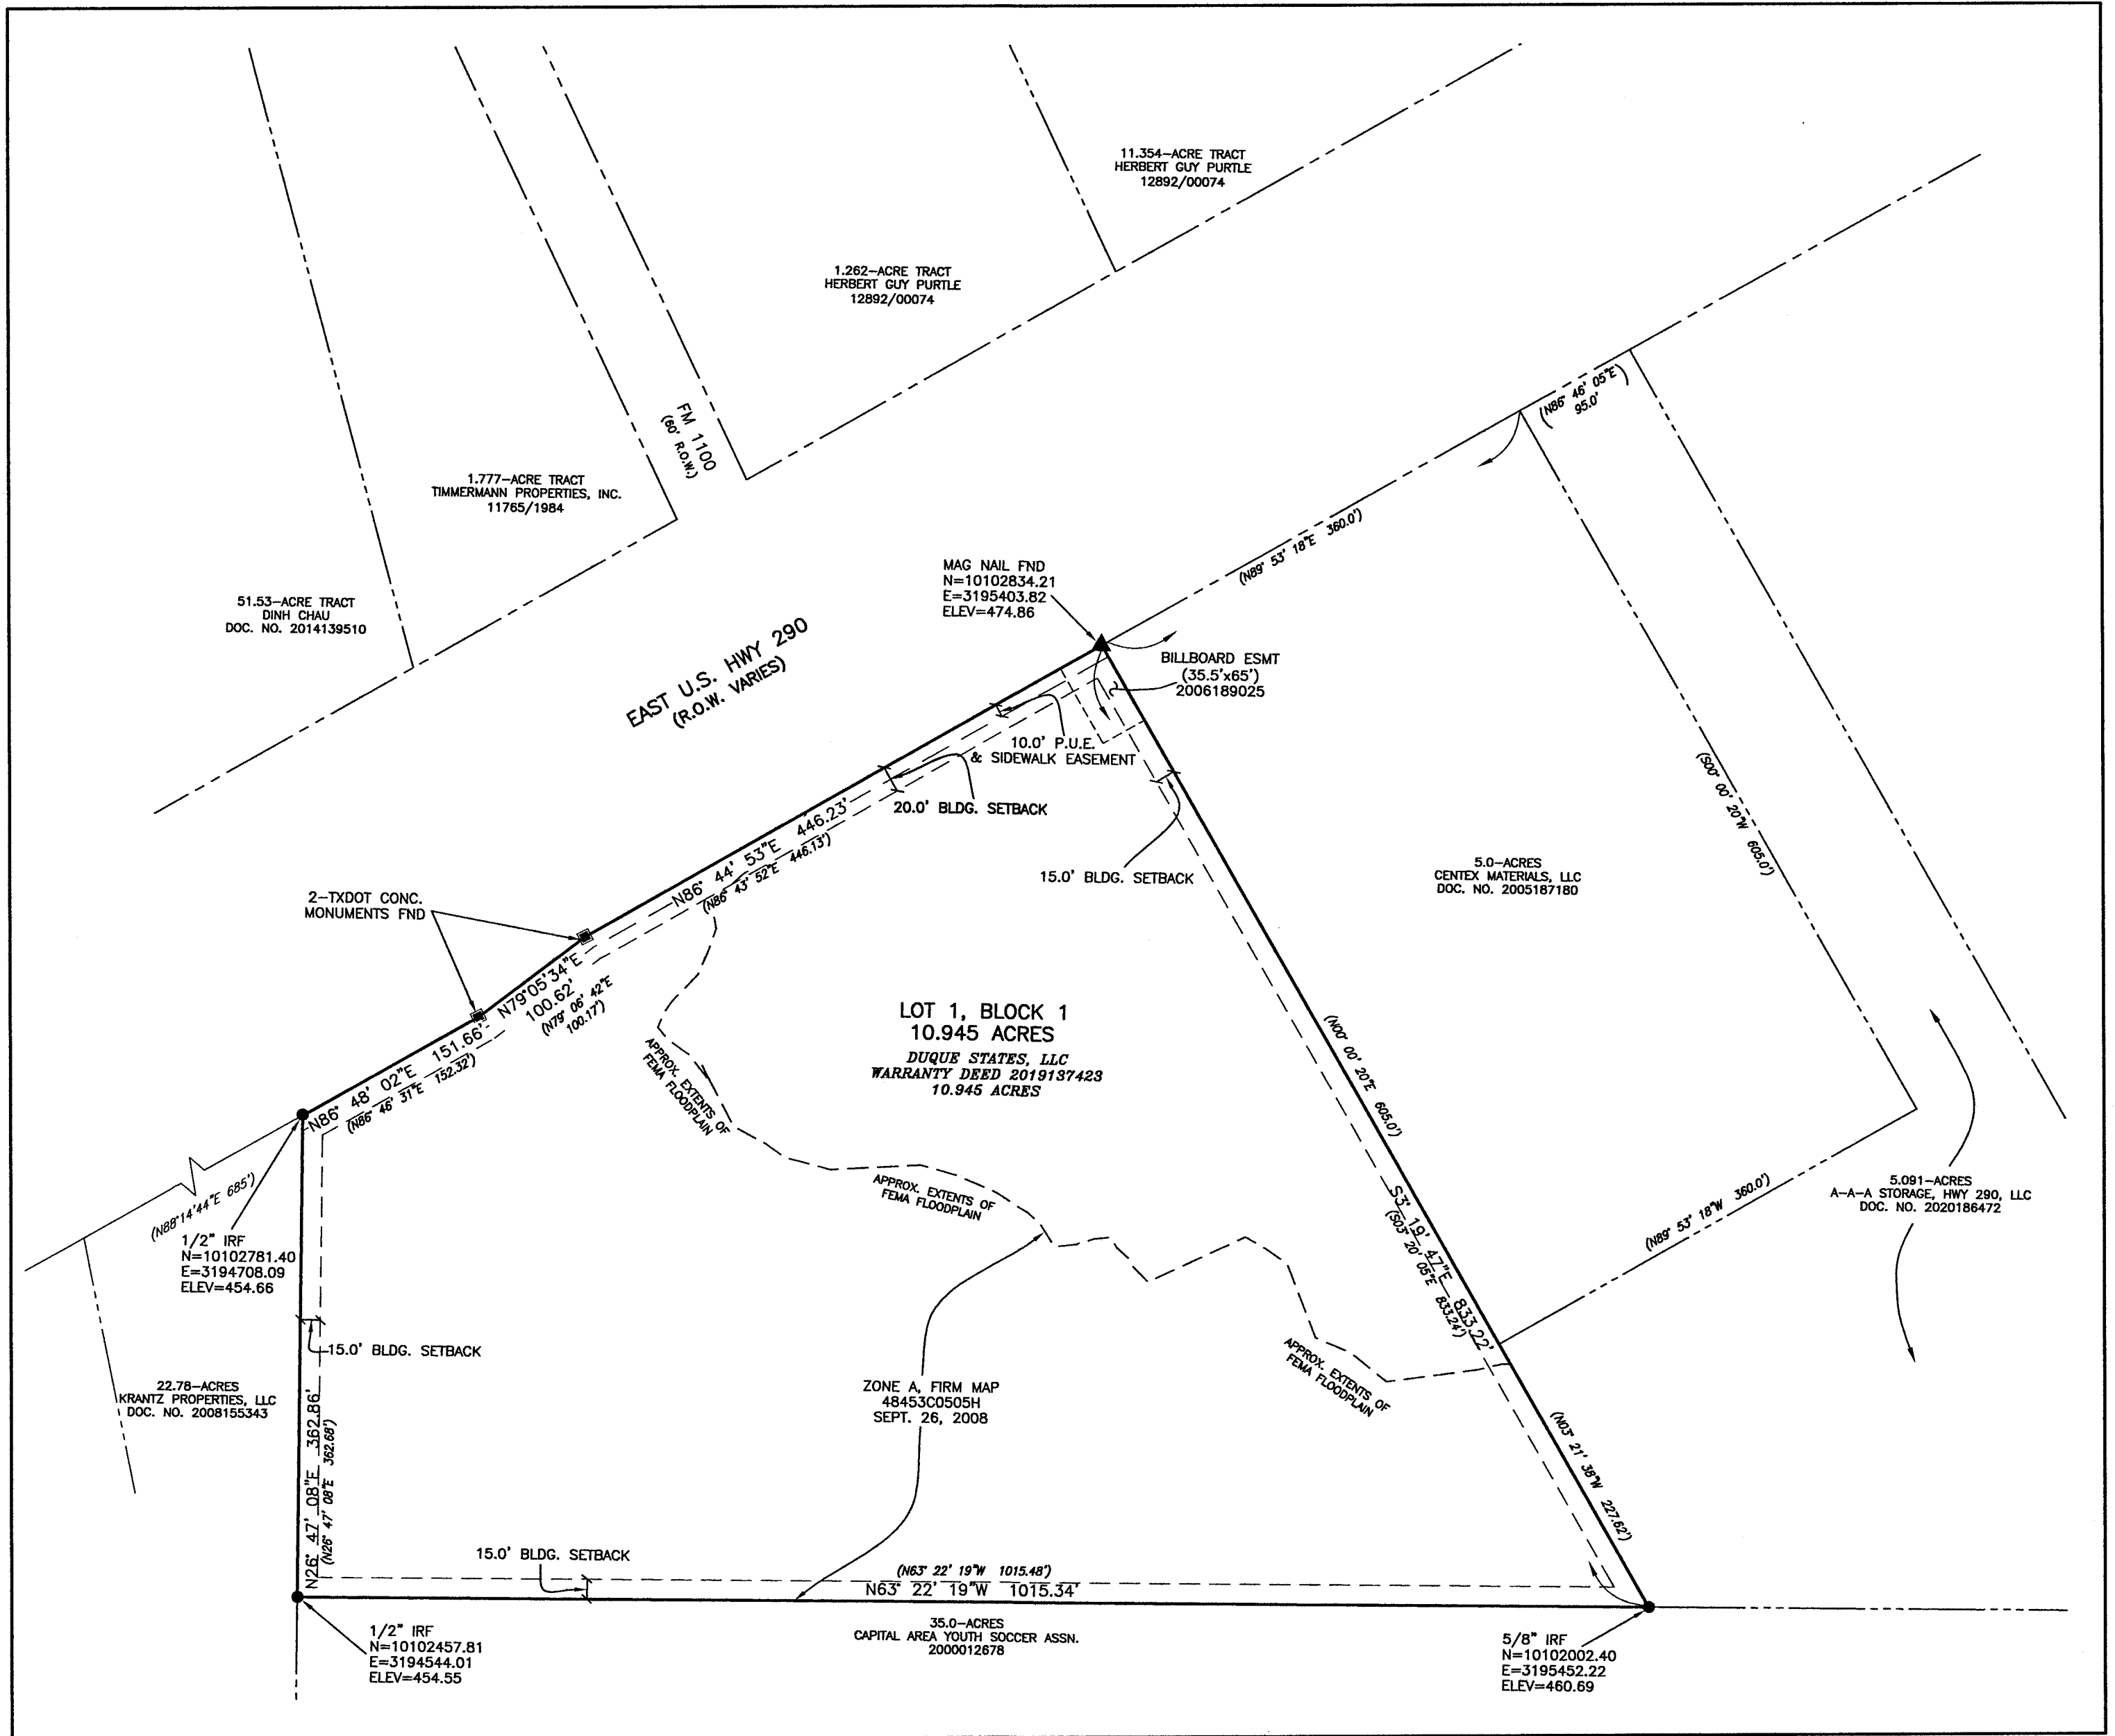 11.354-ACRE TRACT
HERBERT GUY PURTLE
12892/00074
1.262-ACRE TRACT
HERBERT GUY PURTLE
12892/00074
FM 1100
(60' R.O.W.)
1.777-ACRE TRACT
TIMMERMANN PROPERTIES, INC.
11765/1984
51.53-ACRE TRACT
DINH CHAU
DOC. NO. 2014139510
EAST U.S. HWY 290
(R.O.W. VARIES)
(N86° 46' 05"E)
95.0'
(N89° 53' 18"E 360.0')
MAG NAIL FND
N=10102834.21
E=3195403.82
ELEV=474.86
BILLBOARD ESMT
(35.5'x65')
2006189025
10.0' P.U.E.
& SIDEWALK EASEMENT
20.0' BLDG. SETBACK
15.0' BLDG. SETBACK
5.0-ACRES
CENTEX MATERIALS, LLC
DOC. NO. 2005187180
(S00° 00' 20"W 605.0')
N86° 44' 53"E 446.23'
(N86° 43' 52"E 446.13')
2-TXDOT CONC.
MONUMENTS FND
N79°05'34"E
100.62'
(N79° 06' 42"E
100.17')
N86° 48' 02"E 151.66'
(N86° 46' 31"E 152.32')
LOT 1, BLOCK 1
10.945 ACRES
DUQUE STATES, LLC
WARRANTY DEED 2019137423
10.945 ACRES
APPROX. EXTENTS OF
FEMA FLOODPLAIN
APPROX. EXTENTS OF
FEMA FLOODPLAIN
APPROX. EXTENTS OF
FEMA FLOODPLAIN
(N00° 00' 20"E 605.0')
S3° 19' 47"E 833.22'
(S03° 20' 05"E 833.24')
(N89° 53' 18"W 360.0')
5.091-ACRES
A-A-A STORAGE, HWY 290, LLC
DOC. NO. 2020186472
(N88°14'44"E 685')
1/2" IRF
N=10102781.40
E=3194708.09
ELEV=454.66
15.0' BLDG. SETBACK
22.78-ACRES
KRANTZ PROPERTIES, LLC
DOC. NO. 2008155343
N26° 47' 08"E 362.86'
(N26° 47' 08"E 362.68')
ZONE A, FIRM MAP
48453C0505H
SEPT. 26, 2008
(N03° 21' 38"W 227.62')
15.0' BLDG. SETBACK
(N63° 22' 19"W 1015.48')
N63° 22' 19"W 1015.34'
35.0-ACRES
CAPITAL AREA YOUTH SOCCER ASSN.
2000012678
1/2" IRF
N=10102457.81
E=3194544.01
ELEV=454.55
5/8" IRF
N=10102002.40
E=3195452.22
ELEV=460.69